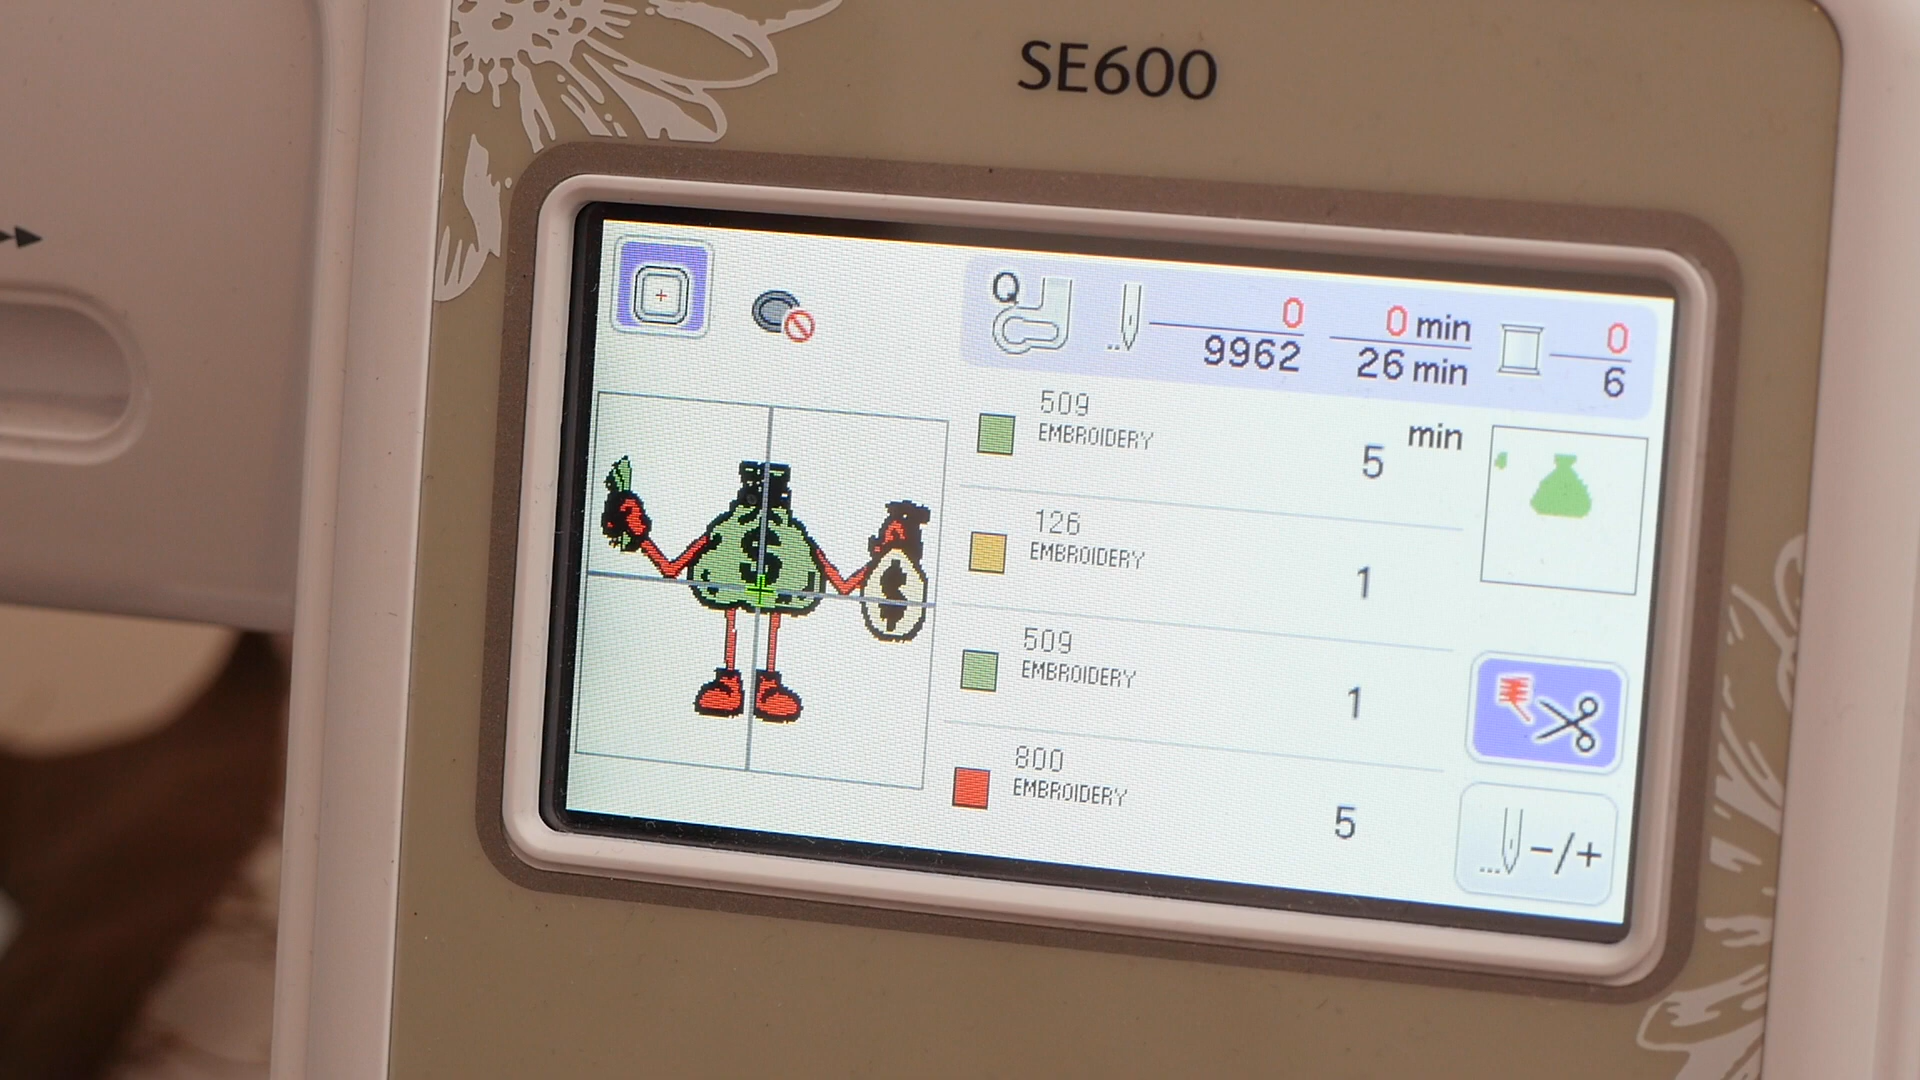 SE600
Q
0
9962
0 min
26 min
0
6
509
EMBROIDERY
5
min
126
EMBROIDERY
1
509
EMBROIDERY
1
800
EMBROIDERY
5
-/+
$
$